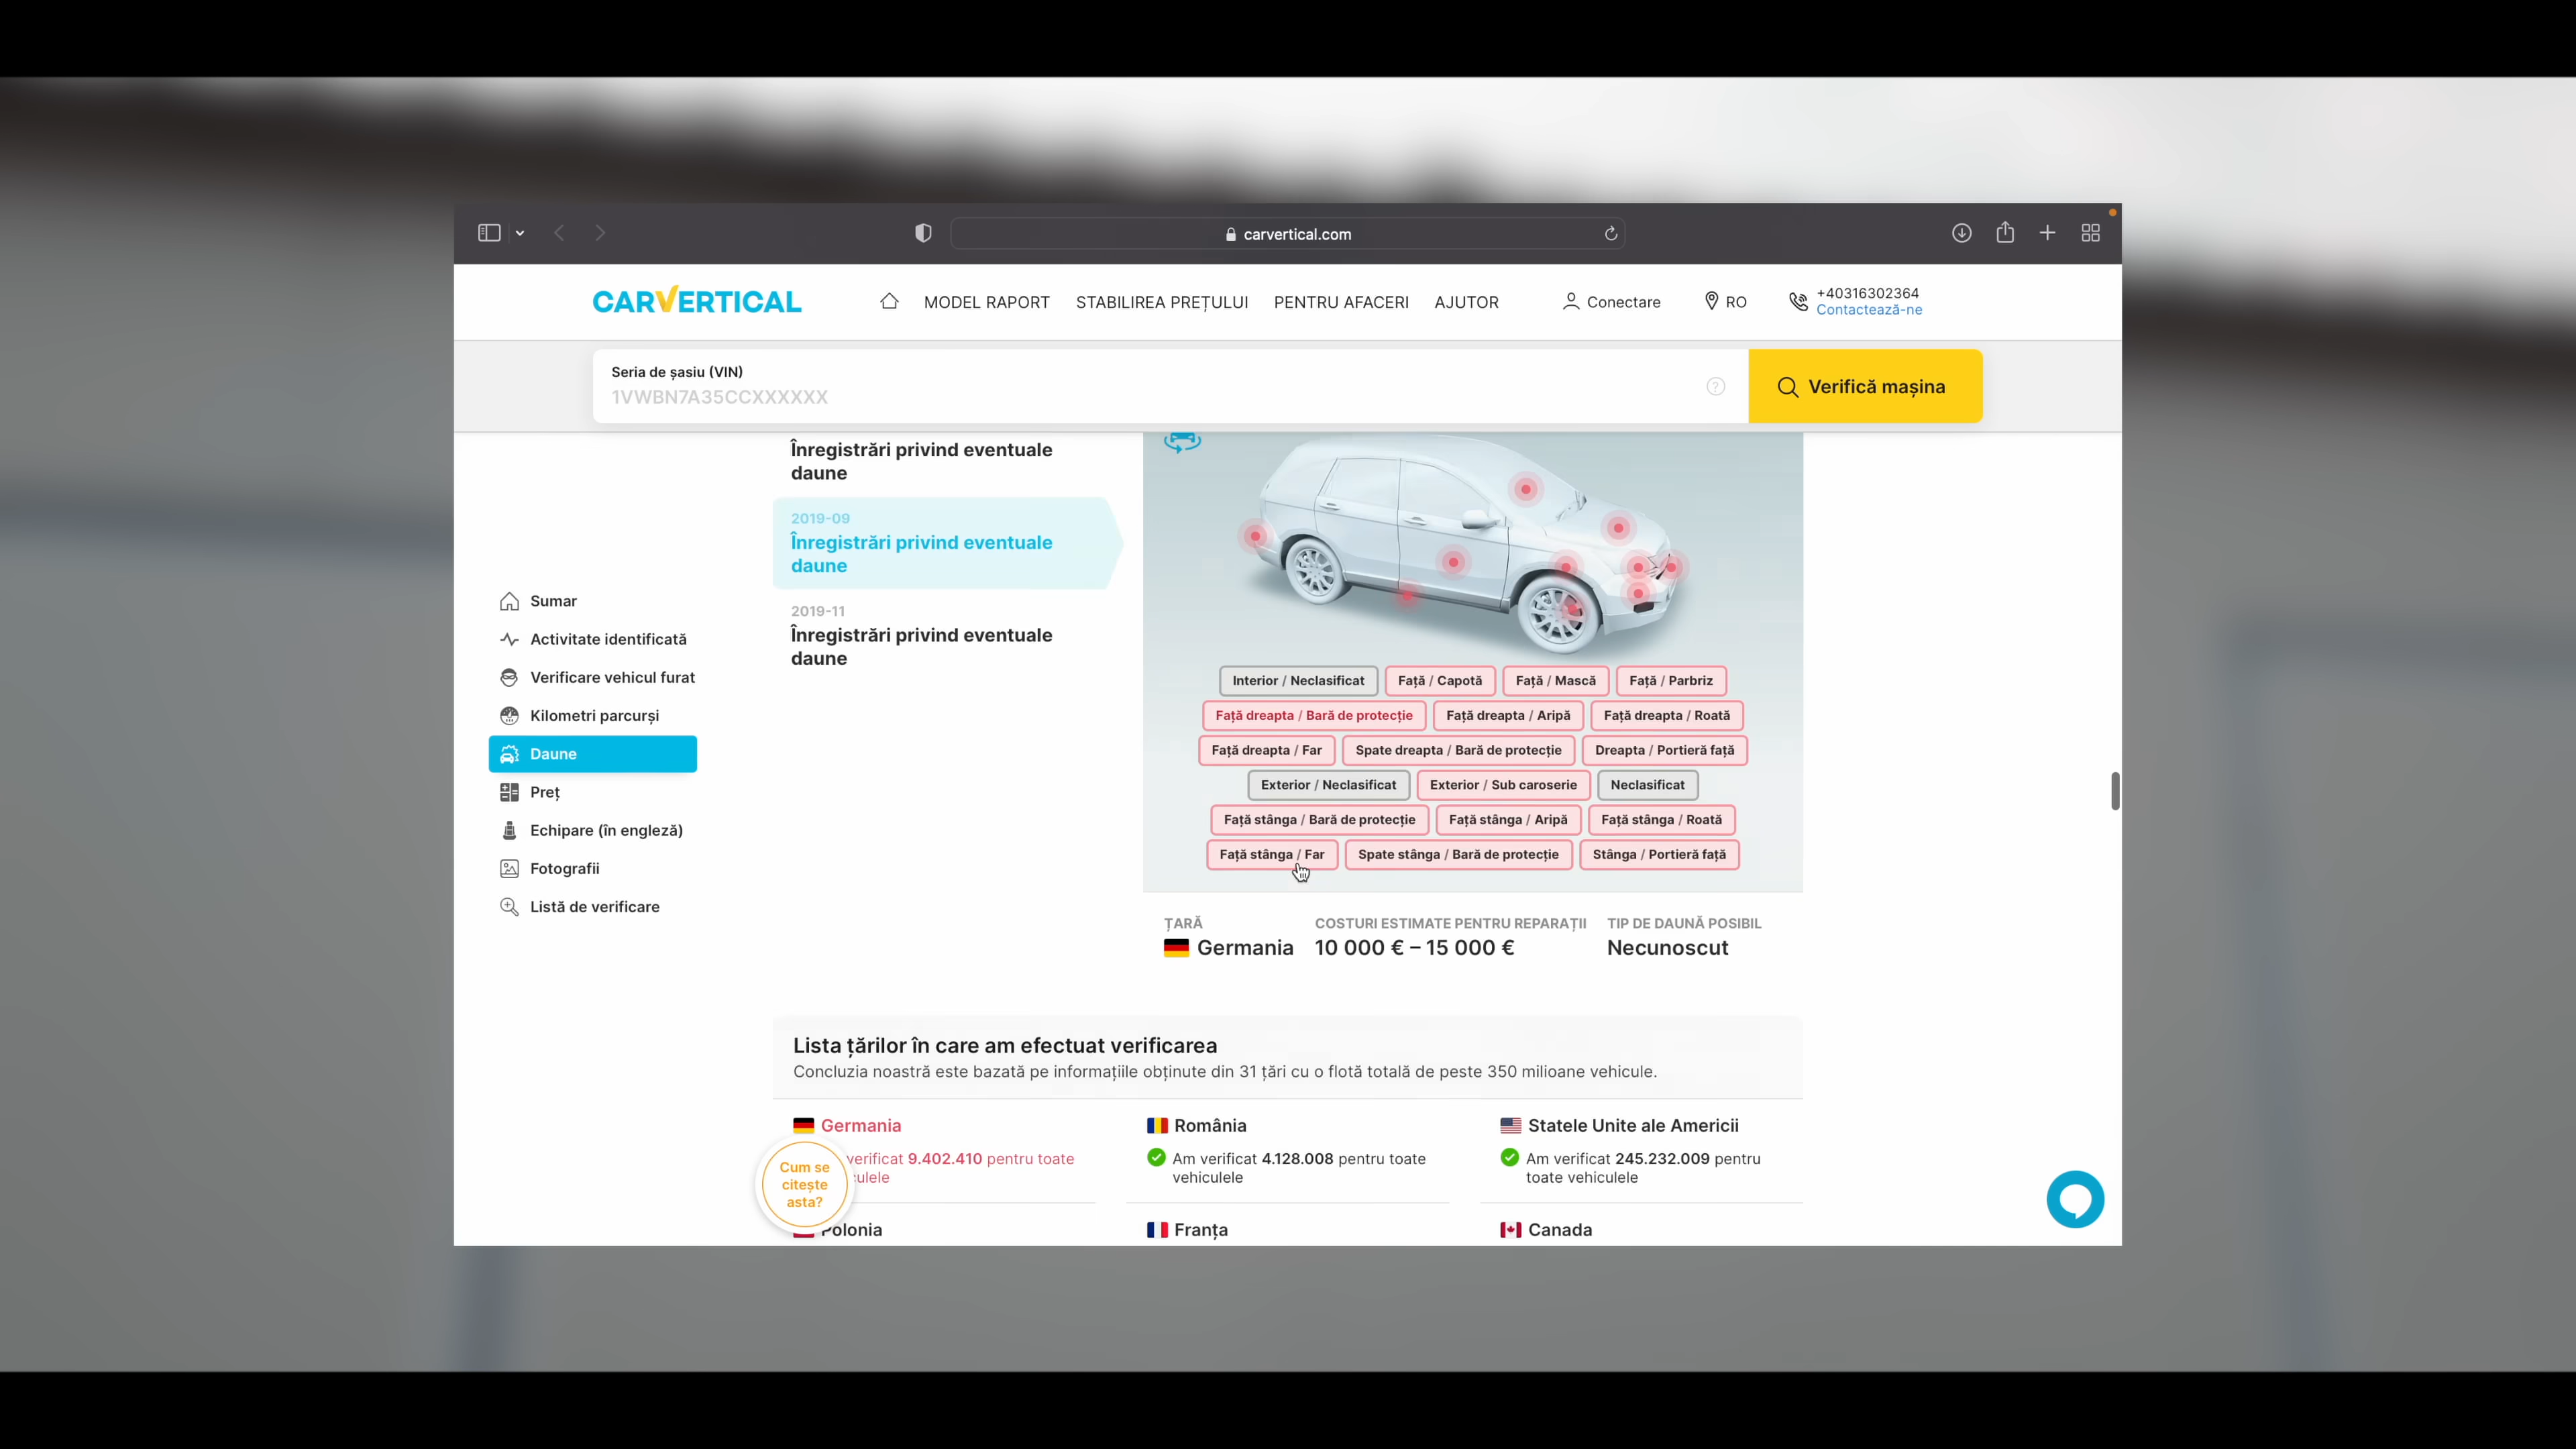 carvertical.com
CARVERTICAL
MODEL RAPORT
STABILIREA PREȚULUI
PENTRU AFACERI
AJUTOR
Conectare
RO
+40316302364
Contactează-ne
Seria de șasiu (VIN)
1VWBN7A35CCXXXXXX
?
Verifică mașina
Sumar
Activitate identificată
Verificare vehicul furat
Kilometri parcurși
Daune
Preț
Echipare (în engleză)
Fotografii
Listă de verificare
Înregistrări privind eventuale
daune
2019-09
Înregistrări privind eventuale
daune
2019-11
Înregistrări privind eventuale
daune
Interior / Neclasificat
Față / Capotă
Față / Mască
Față / Parbriz
Față dreapta / Bară de protecție
Față dreapta / Aripă
Față dreapta / Roată
Față dreapta / Far
Spate dreapta / Bară de protecție
Dreapta / Portieră față
Exterior / Neclasificat
Exterior / Sub caroserie
Neclasificat
Față stânga / Bară de protecție
Față stânga / Aripă
Față stânga / Roată
Față stânga / Far
Spate stânga / Bară de protecție
Stânga / Portieră față
ȚARĂ
Germania
COSTURI ESTIMATE PENTRU REPARAȚII
10 000 € – 15 000 €
TIP DE DAUNĂ POSIBIL
Necunoscut
Lista țărilor în care am efectuat verificarea
Concluzia noastră este bazată pe informațiile obținute din 31 țări cu o flotă totală de peste 350 milioane vehicule.
Germania
verificat 9.402.410 pentru toate
ulele
România
Am verificat 4.128.008 pentru toate
vehiculele
Statele Unite ale Americii
Am verificat 245.232.009 pentru
toate vehiculele
Cum se
citește
asta?
Polonia
Franța
Canada